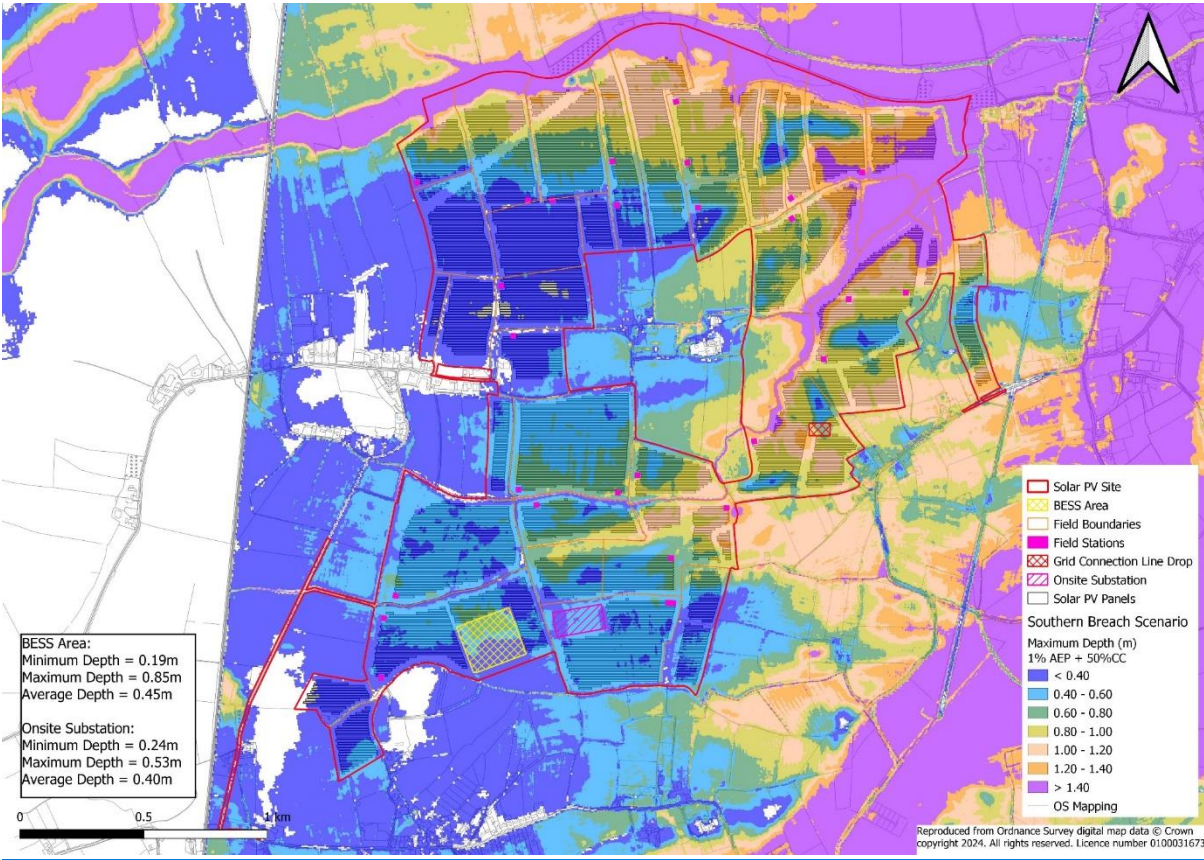 Solar PV Site
BESS Area
Field Boundaries
Field Stations
Grid Connection Line Drop
Onsite Substation
Solar PV Panels
Southern Breach Scenario
Maximum Depth (m)
1% AEP + 50%CC
< 0.40
0.40 - 0.60
0.60 - 0.80
0.80 - 1.00
1.00 - 1.20
1.20 - 1.40
> 1.40
OS Mapping
BESS Area:
Minimum Depth = 0.19m
Maximum Depth = 0.85m
Average Depth = 0.45m
Onsite Substation:
Minimum Depth = 0.24m
Maximum Depth = 0.53m
Average Depth = 0.40m
0 0.5 1 km
Reproduced from Ordnance Survey digital map data © Crown
copyright 2024. All rights reserved. Licence number